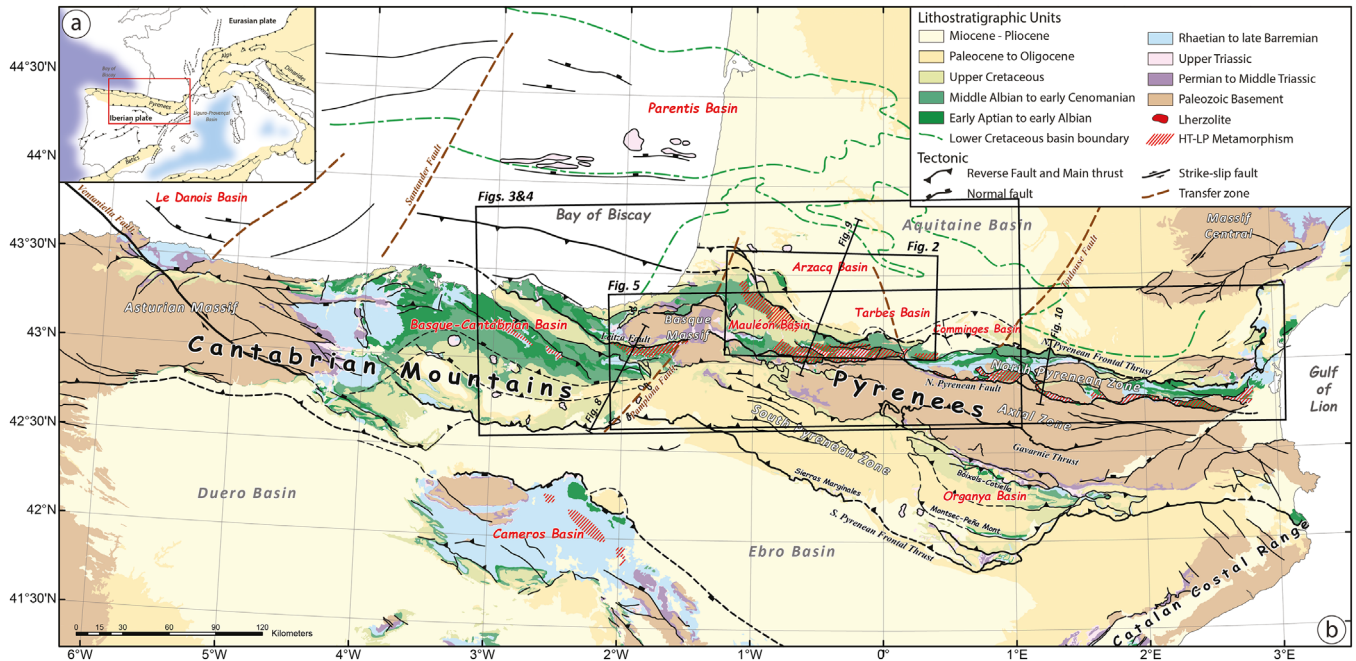 a
Eurasian plate
Alps
Dinarides
Bay of
Biscay
Pyrenees
Iberian plate
Liguro-Provençal
Basin
Betics
Lithostratigraphic Units
Miocene - Pliocene
Paleocene to Oligocene
Upper Cretaceous
Middle Albian to early Cenomanian
Early Aptian to early Albian
Lower Cretaceous basin boundary
Rhaetian to late Barremian
Upper Triassic
Permian to Middle Triassic
Paleozoic Basement
Lherzolite
HT-LP Metamorphism
Tectonic
Reverse Fault and Main thrust
Normal fault
Strike-slip fault
Transfer zone
44°30'N
44°N
43°30'N
43°N
42°30'N
42°N
41°30'N
Parentis Basin
Santander Fault
Ventaniella Fault
Le Danois Basin
Figs. 3&4
Bay of Biscay
Fig. 9
Aquitaine Basin
Fig. 2
Massif
Central
Toulouse Fault
Arzacq Basin
Fig. 5
Asturian Massif
Basque-Cantabrian Basin
Leitza Fault
Basque
Massif
Mauléon Basin
Tarbes Basin
Comminges Basin
Fig. 10
N. Pyrenean Frontal Thrust
North Pyrenean Zone
Cantabrian Mountains
Pamplona Fault
Fig. 8
Pyrenees
N. Pyrenean Fault
Axial Zone
Gulf
of
Lion
South Pyrenean Zone
Gavarnie Thrust
Sierras Marginales
Boixols-Cotiella
Organya Basin
Montsec-Peña Mont.
S. Pyrenean Frontal Thrust
Duero Basin
Cameros Basin
Ebro Basin
Catalan Costal Range
0 15 30 60 90 120
Kilometers
b
6°W 5°W 4°W 3°W 2°W 1°W 0° 1°E 2°E 3°E